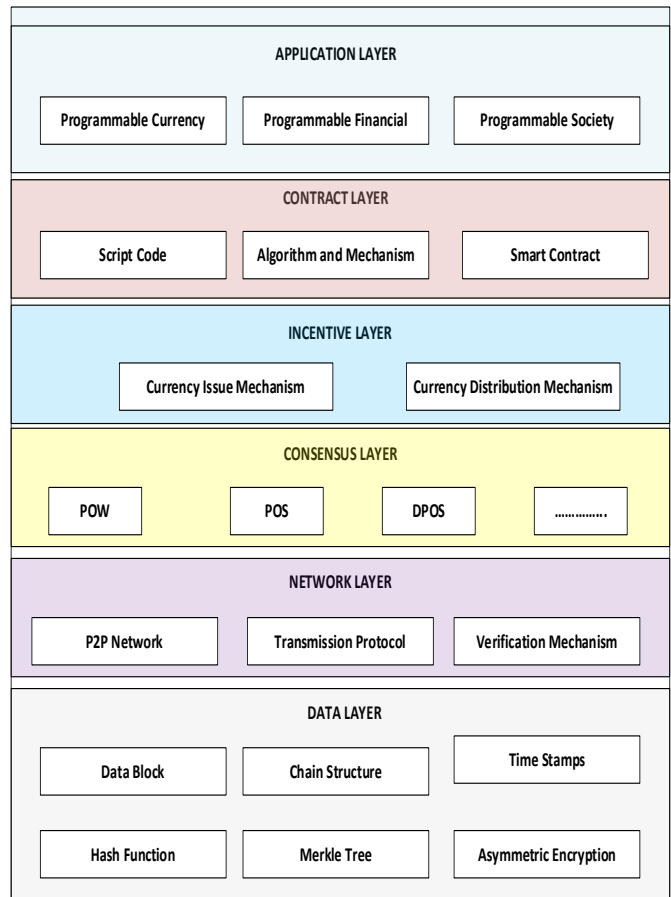 APPLICATION LAYER
Programmable Currency
Programmable Financial
Programmable Society
CONTRACT LAYER
Script Code
Algorithm and Mechanism
Smart Contract
INCENTIVE LAYER
Currency Issue Mechanism
Currency Distribution Mechanism
CONSENSUS LAYER
POW
POS
DPOS
..............
NETWORK LAYER
P2P Network
Transmission Protocol
Verification Mechanism
DATA LAYER
Data Block
Chain Structure
Time Stamps
Hash Function
Merkle Tree
Asymmetric Encryption